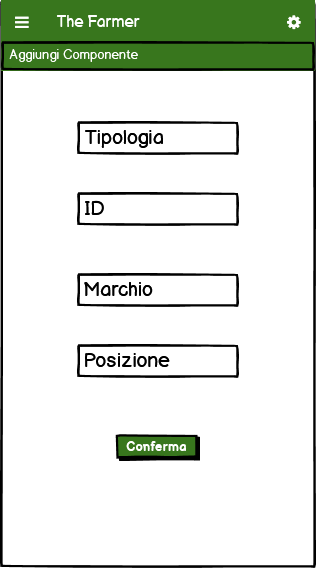 The Farmer
Aggiungi Componente
Tipologia
ID
Marchio
Posizione
Conferma